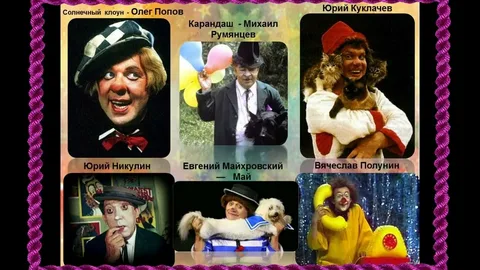 Солнечный клоун - Олег Попов
Карандаш - Михаил
Румянцев
Юрий Куклачев
Юрий Никулин
Евгений Майхровский
— Май
Вячеслав Полунин